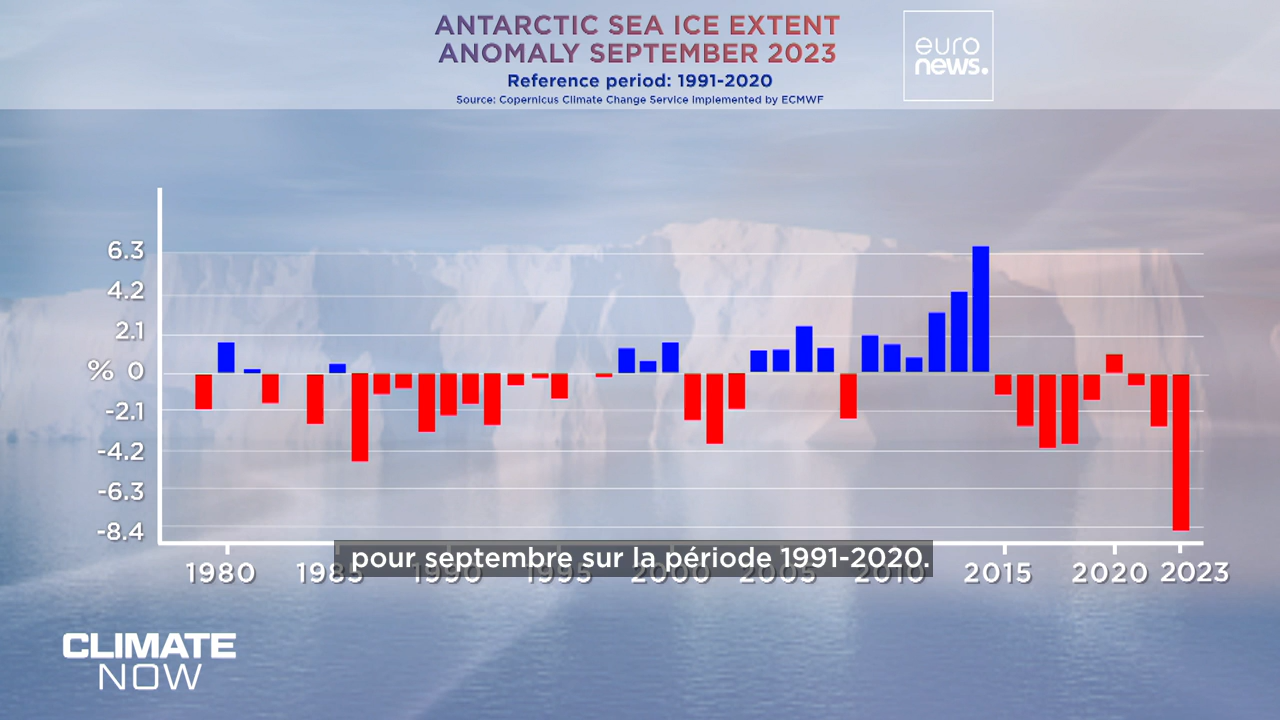 ANTARCTIC SEA ICE EXTENT
ANOMALY SEPTEMBER 2023
Reference period: 1991-2020
Source: Copernicus Climate Change Service Implemented by ECMWF
euro
news.
6.3
4.2
2.1
% 0
-2.1
-4.2
-6.3
-8.4
pour septembre sur la période 1991-2020.
1980 1985 1990 1995 2000 2005 2010 2015 2020 2023
CLIMATE
NOW